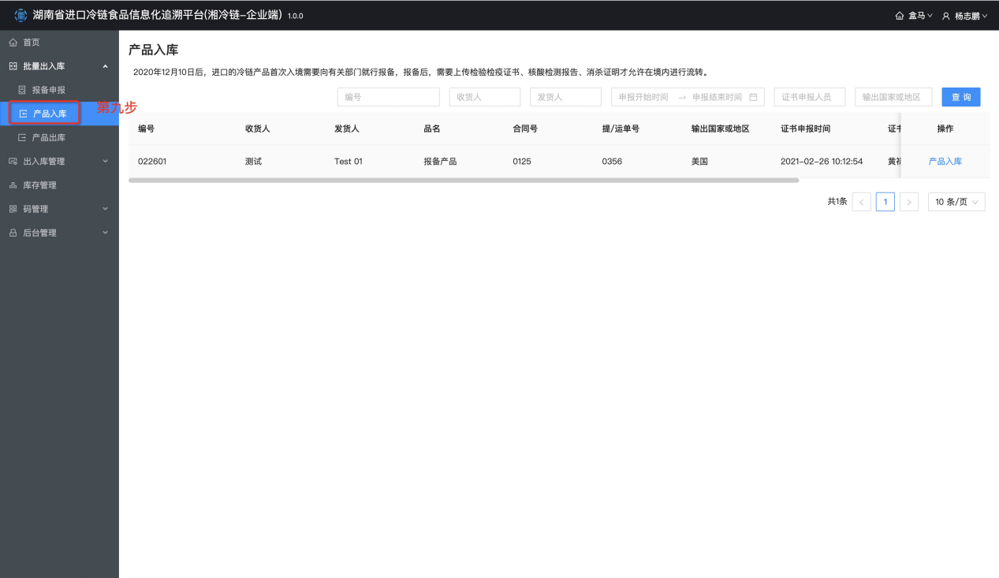 湖南省进口冷链食品信息化追溯平台(湘冷链-企业端) 1.0.0
盒马 杨志鹏
首页
批量出入库
报备申报
产品入库 第九步
产品出库
出入库管理
库存管理
码管理
后台管理
产品入库
2020年12月10日后，进口的冷链产品首次入境需要向有关部门就行报备，报备后，需要上传检验检疫证书、核酸检测报告、消杀证明才允许在境内进行流转。
编号 收货人 发货人 申报开始时间 → 申报结束时间 证书申报人员 输出国家或地区 查 询
编号 收货人 发货人 品名 合同号 提/运单号 输出国家或地区 证书申报时间 证书 操作
022601 测试 Test 01 报备产品 0125 0356 美国 2021-02-26 10:12:54 黄 产品入库
共1条 < 1 > 10 条/页